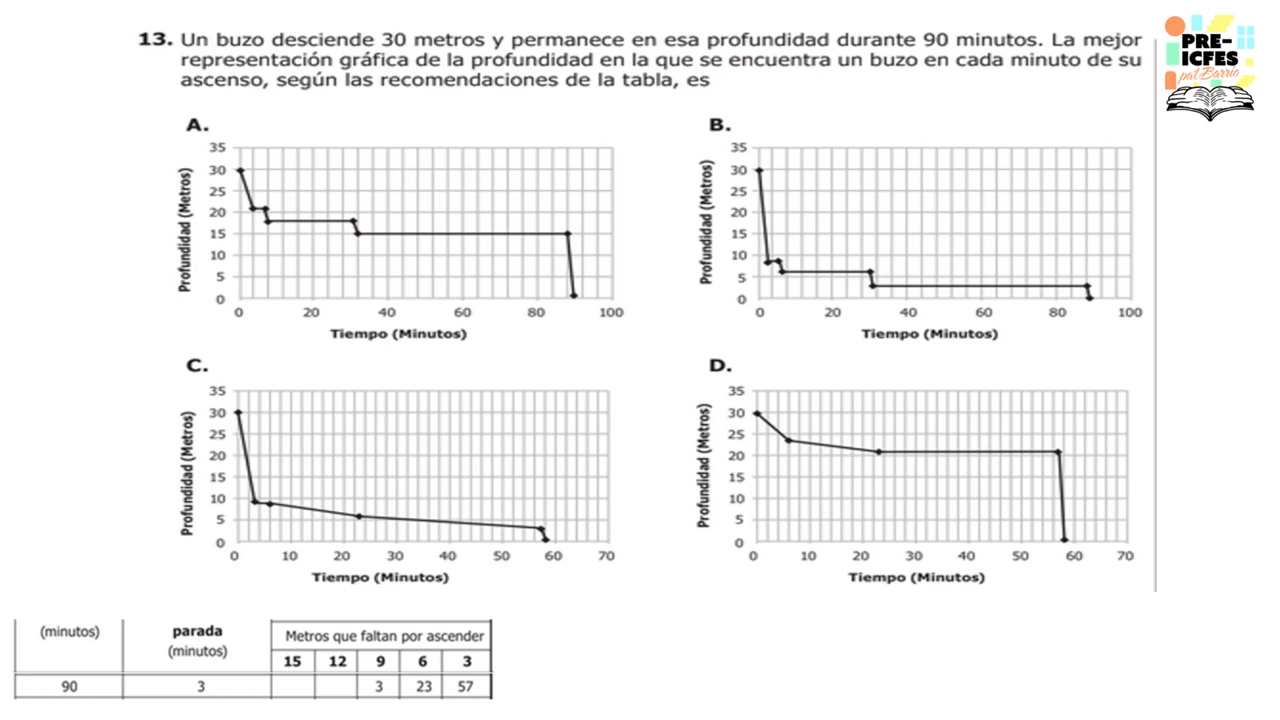 13. Un buzo desciende 30 metros y permanece en esa profundidad durante 90 minutos. La mejor
representación gráfica de la profundidad en la que se encuentra un buzo en cada minuto de su
ascenso, según las recomendaciones de la tabla, es
PRE-
ICFES
pal Barrio
A.
35
30
25
20
15
10
5
0
Profundidad (Metros)
0 20 40 60 80 100
Tiempo (Minutos)
B.
35
30
25
20
15
10
5
0
Profundidad (Metros)
0 20 40 60 80 100
Tiempo (Minutos)
C.
35
30
25
20
15
10
5
0
Profundidad (Metros)
0 10 20 30 40 50 60 70
Tiempo (Minutos)
D.
35
30
25
20
15
10
5
0
Profundidad (Metros)
0 10 20 30 40 50 60 70
Tiempo (Minutos)
(minutos) parada Metros que faltan por ascender
(minutos)
15 12 9 6 3
90 3 3 23 57